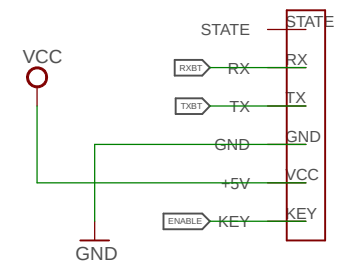 STATE STATE
VCC
RXBT RX RX
TXBT TX TX
GND GND
+5V VCC
ENABLE KEY KEY
GND